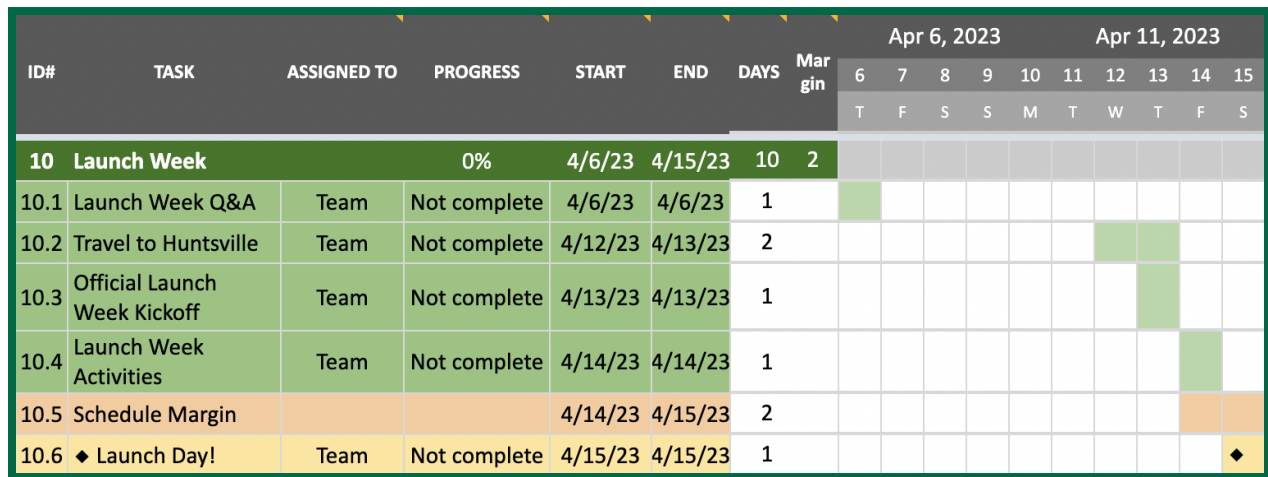 Apr 6, 2023 Apr 11, 2023
ID# TASK ASSIGNED TO PROGRESS START END DAYS Mar
gin
6 7 8 9 10 11 12 13 14 15
T F S S M T W T F S
10 Launch Week 0% 4/6/23 4/15/23 10 2
10.1 Launch Week Q&A Team Not complete 4/6/23 4/6/23 1
10.2 Travel to Huntsville Team Not complete 4/12/23 4/13/23 2
10.3 Official Launch
Week Kickoff Team Not complete 4/13/23 4/13/23 1
10.4 Launch Week
Activities Team Not complete 4/14/23 4/14/23 1
10.5 Schedule Margin 4/14/23 4/15/23 2
10.6 ◆ Launch Day! Team Not complete 4/15/23 4/15/23 1 ◆